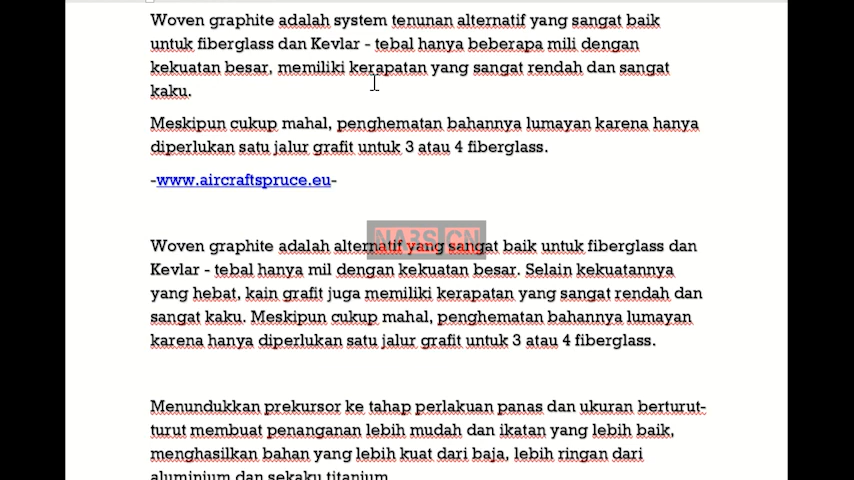 Woven graphite adalah system tenunan alternatif yang sangat baik
untuk fiberglass dan Kevlar - tebal hanya beberapa mili dengan
kekuatan besar, memiliki kerapatan yang sangat rendah dan sangat
kaku.
Meskipun cukup mahal, penghematan bahannya lumayan karena hanya
diperlukan satu jalur grafit untuk 3 atau 4 fiberglass.
-www.aircraftspruce.eu-
Woven graphite adalah alternatif yang sangat baik untuk fiberglass dan
Kevlar - tebal hanya mil dengan kekuatan besar. Selain kekuatannya
yang hebat, kain grafit juga memiliki kerapatan yang sangat rendah dan
sangat kaku. Meskipun cukup mahal, penghematan bahannya lumayan
karena hanya diperlukan satu jalur grafit untuk 3 atau 4 fiberglass.
Menundukkan prekursor ke tahap perlakuan panas dan ukuran berturut-
turut membuat penanganan lebih mudah dan ikatan yang lebih baik,
menghasilkan bahan yang lebih kuat dari baja, lebih ringan dari
aluminium dan sekaku titanium